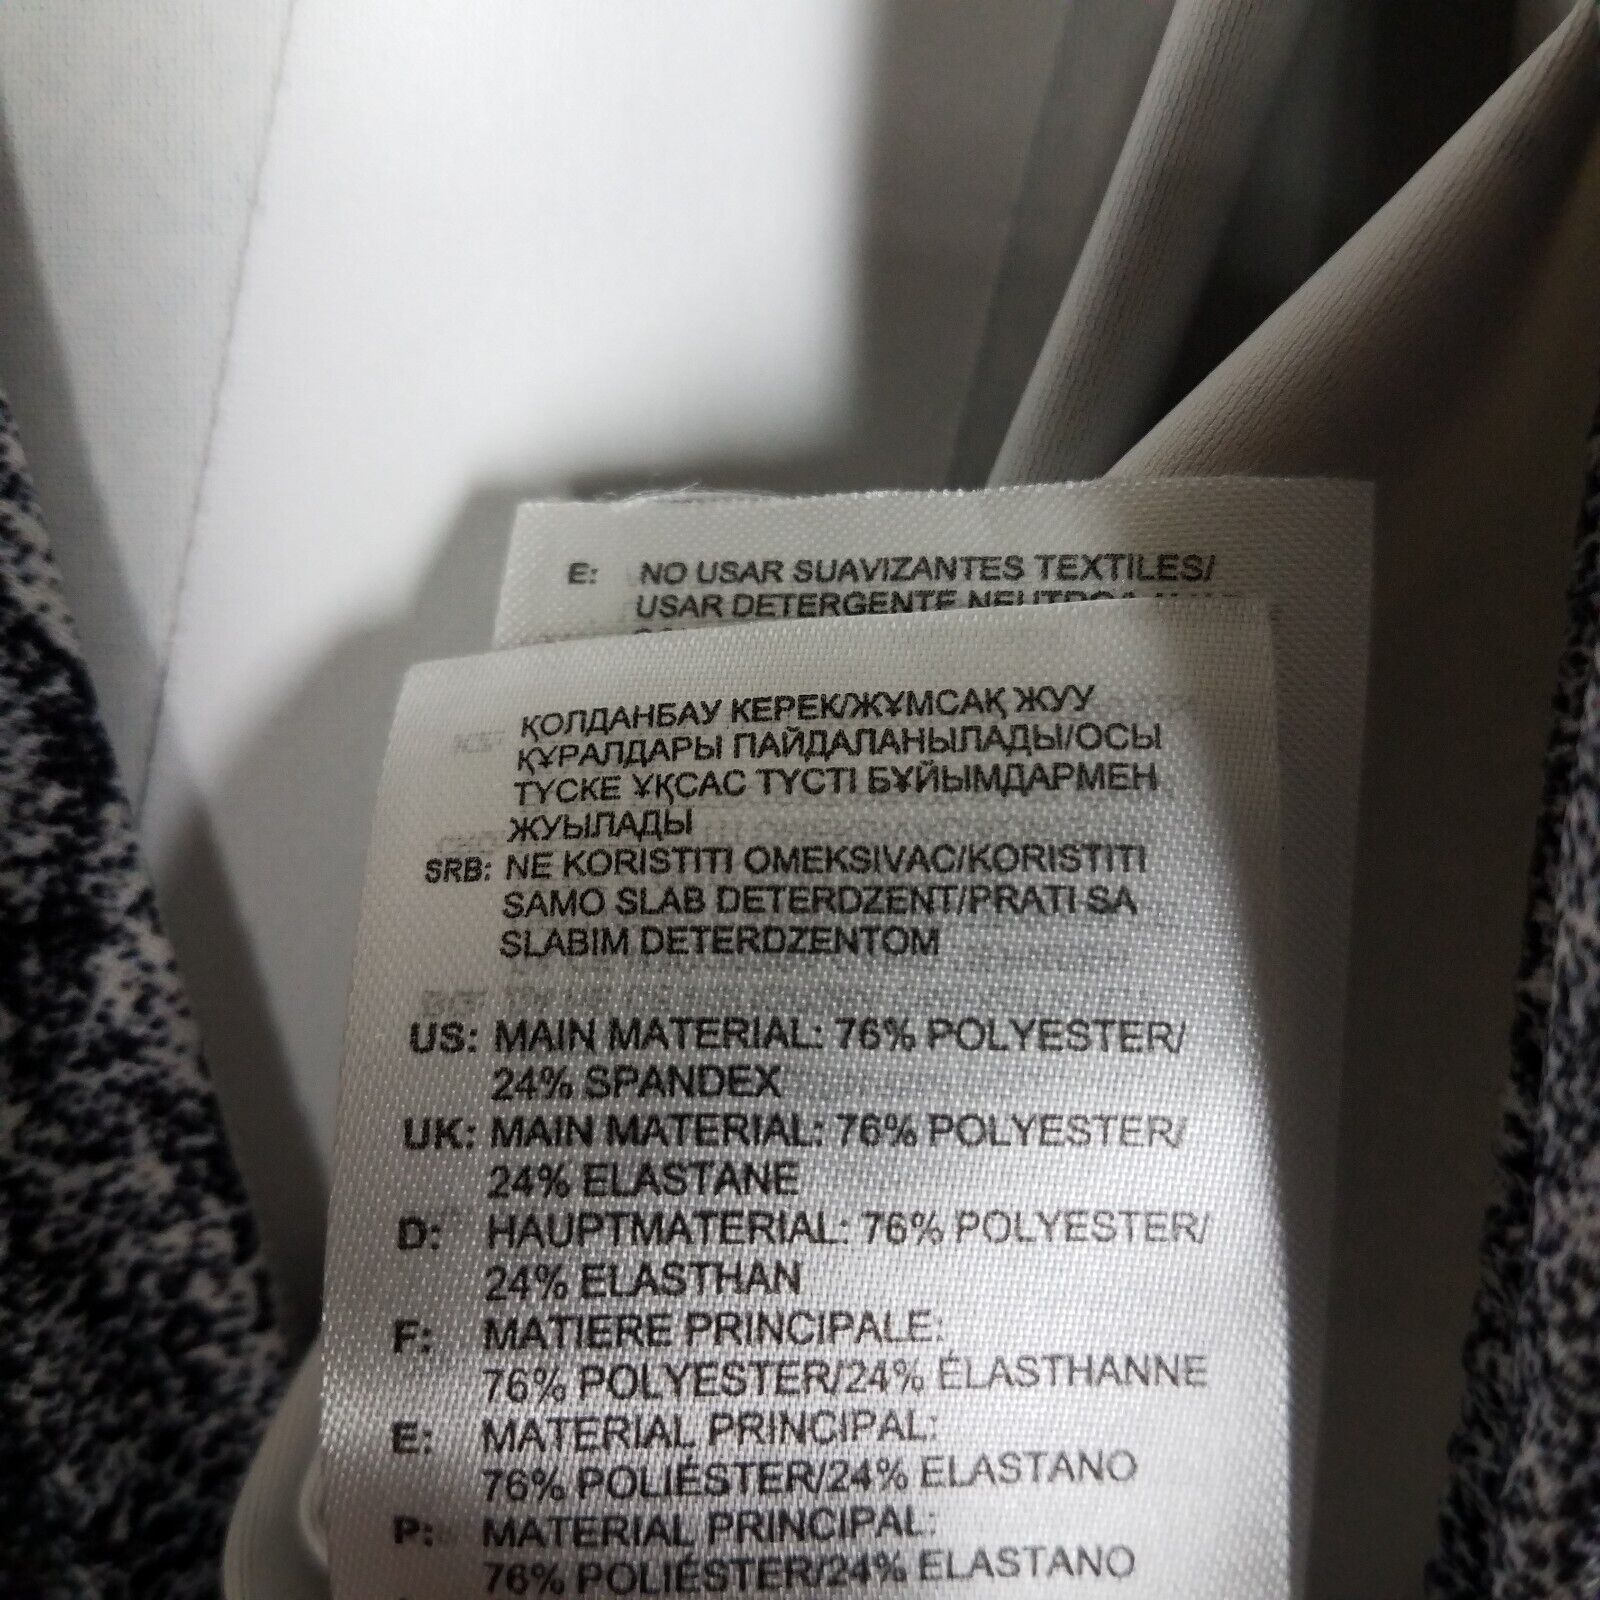 E: NO USAR SUAVIZANTES TEXTILES/
USAR DETERGENTE
ҚОЛДАНБАУ КЕРЕК/ЖҰМСАҚ ЖУУ
ҚҰРАЛДАРЫ ПАЙДАЛАНЫЛАДЫ/ОСЫ
ТҮСКЕ ҰҚСАС ТҮСТІ БҰЙЫМДАРМЕН
ЖУЫЛАДЫ
SRB: NE KORISTITI OMEKSIVAC/KORISTITI
SAMO SLAB DETERDZENT/PRATI SA
SLABIM DETERDZENTOM
US: MAIN MATERIAL: 76% POLYESTER/
24% SPANDEX
UK: MAIN MATERIAL: 76% POLYESTER/
24% ELASTANE
D: HAUPTMATERIAL: 76% POLYESTER/
24% ELASTHAN
F: MATIERE PRINCIPALE:
76% POLYESTER/24% ÉLASTHANNE
E: MATERIAL PRINCIPAL:
76% POLIÉSTER/24% ELASTANO
P: MATERIAL PRINCIPAL:
76% POLIÉSTER/24% ELASTANO